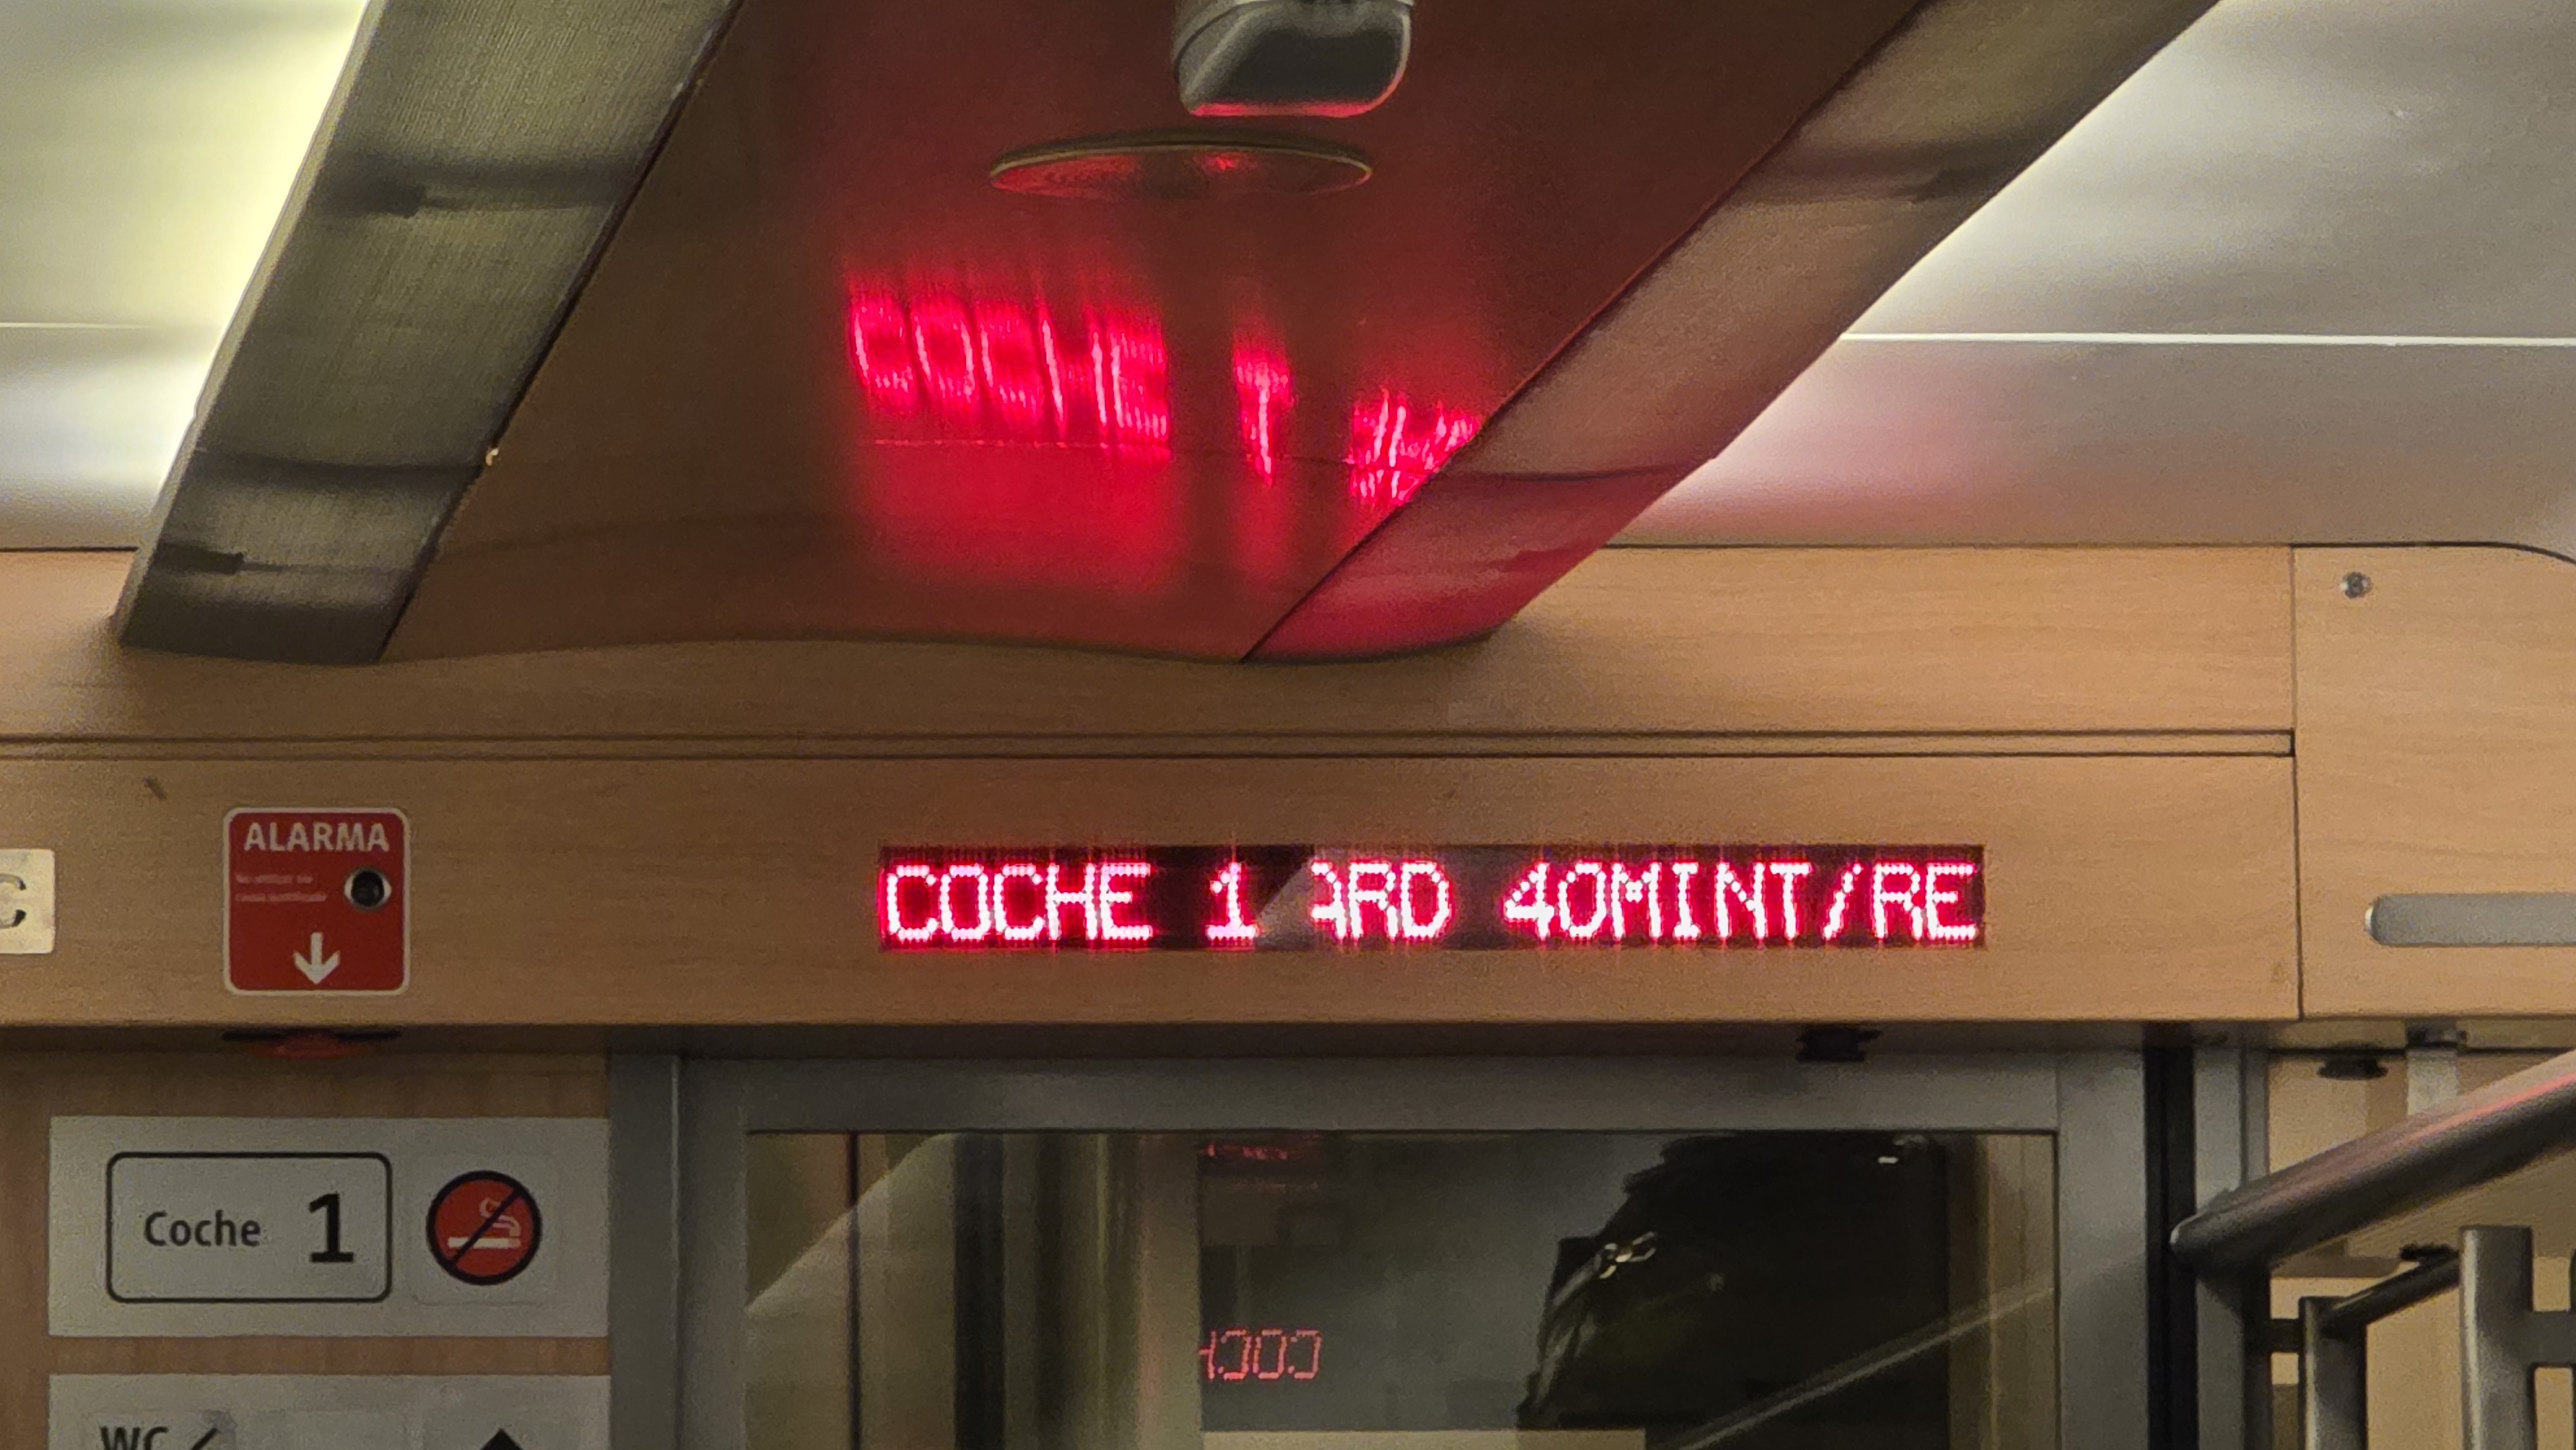 ALARMA
COCHE 1 ARD 40MINT/RE
Coche 1
WC